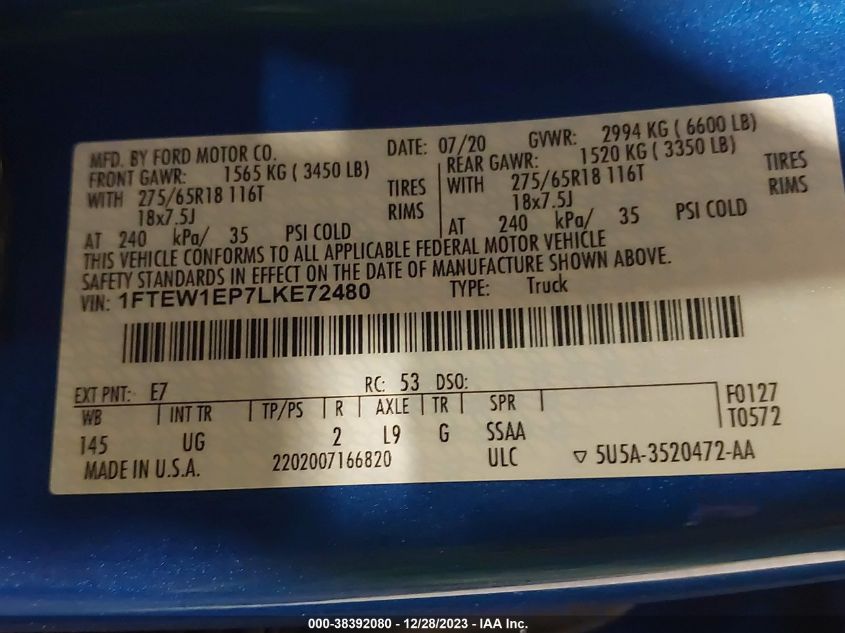 MFD. BY FORD MOTOR CO. DATE: 07/20 GVWR: 2994 KG ( 6600 LB)
FRONT GAWR: 1565 KG ( 3450 LB) REAR GAWR: 1520 KG ( 3350 LB)
WITH 275/65R18 116T TIRES WITH 275/65R18 116T TIRES
18x7.5J RIMS 18x7.5J RIMS
AT 240 kPa/ 35 PSI COLD AT 240 kPa/ 35 PSI COLD
THIS VEHICLE CONFORMS TO ALL APPLICABLE FEDERAL MOTOR VEHICLE
SAFETY STANDARDS IN EFFECT ON THE DATE OF MANUFACTURE SHOWN ABOVE.
VIN: 1FTEW1EP7LKE72480 TYPE: Truck
EXT PNT: E7 RC: 53 DSO:
WB INT TR TP/PS R AXLE TR SPR F0127
145 UG 2 L9 G SSAA T0572
MADE IN U.S.A. 2202007166820 ULC ▽ 5U5A-3520472-AA
000-38392080 - 12/28/2023 - IAA Inc.